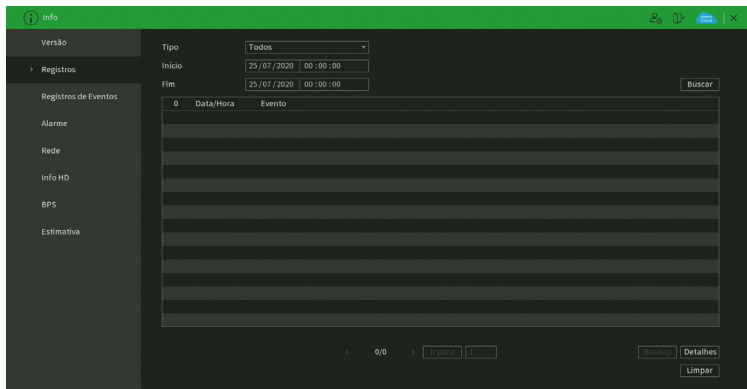 Info
Versão
Registros
Registros de Eventos
Alarme
Rede
Info HD
BPS
Estimativa
Tipo Todos
Início 25/07/2020 00:00:00
Fim 25/07/2020 00:00:00
Buscar
0 Data/Hora Evento
0/0 Ir para 1
Backup Detalhes
Limpar